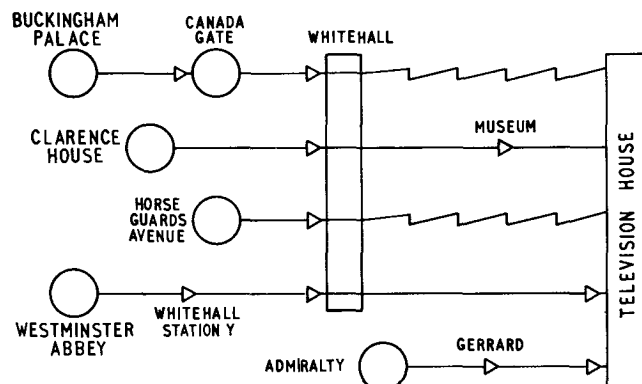 BUCKINGHAM
PALACE
CANADA
GATE
WHITEHALL
CLARENCE
HOUSE
MUSEUM
HORSE
GUARDS
AVENUE
WESTMINSTER
ABBEY
WHITEHALL
STATION Y
ADMIRALTY
GERRARD
TELEVISION HOUSE